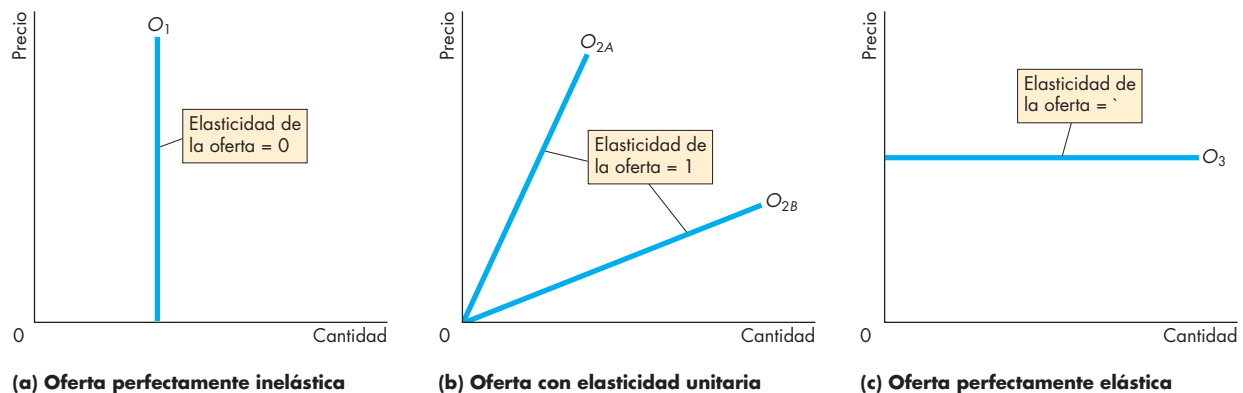 Precio
O1
Elasticidad de
la oferta = 0
0
Cantidad
(a) Oferta perfectamente inelástica
Precio
O2A
Elasticidad de
la oferta = 1
O2B
0
Cantidad
(b) Oferta con elasticidad unitaria
Precio
Elasticidad de
la oferta = `
O3
0
Cantidad
(c) Oferta perfectamente elástica